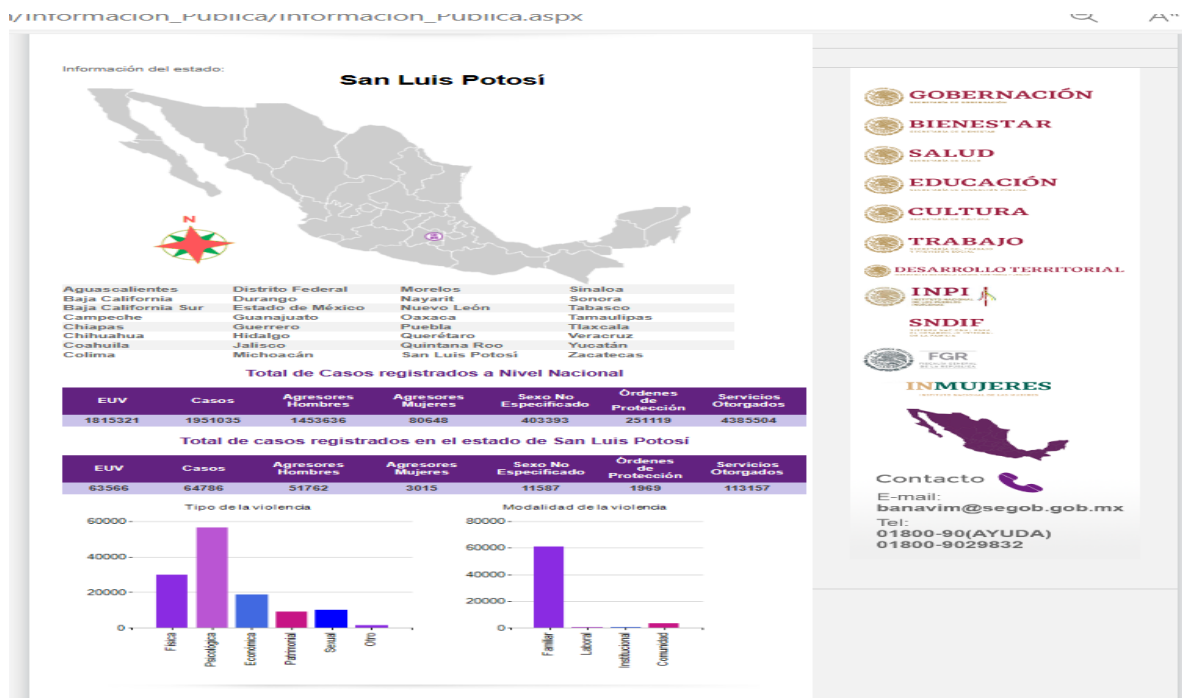 /Informacion_Publica/Informacion_Publica.aspx
Información del estado:
San Luis Potosí
N
Aguascalientes Distrito Federal Morelos Sinaloa
Baja California Durango Nayarit Sonora
Baja California Sur Estado de México Nuevo León Tabasco
Campeche Guanajuato Oaxaca Tamaulipas
Chiapas Guerrero Puebla Tlaxcala
Chihuahua Hidalgo Querétaro Veracruz
Coahuila Jalisco Quintana Roo Yucatán
Colima Michoacán San Luis Potosí Zacatecas
Total de Casos registrados a Nivel Nacional
EUV Casos Agresores Hombres Agresores Mujeres Sexo No Especificado Órdenes de Protección Servicios Otorgados
1815321 1951035 1453636 80648 403393 251119 4385504
Total de casos registrados en el estado de San Luis Potosí
EUV Casos Agresores Hombres Agresores Mujeres Sexo No Especificado Órdenes de Protección Servicios Otorgados
63566 64786 51762 3015 11587 1969 113157
Tipo de la violencia
60000
40000
20000
0
Física Psicológica Económica Patrimonial Sexual Otro
Modalidad de la violencia
80000
60000
40000
20000
0
Familiar Laboral Institucional Comunidad
GOBERNACIÓN
BIENESTAR
SALUD
EDUCACIÓN
CULTURA
TRABAJO
DESARROLLO TERRITORIAL
INPI
SNDIF
FGR
INMUJERES
Contacto
E-mail:
banavim@segob.gob.mx
Tel:
01800-90(AYUDA)
01800-9029832